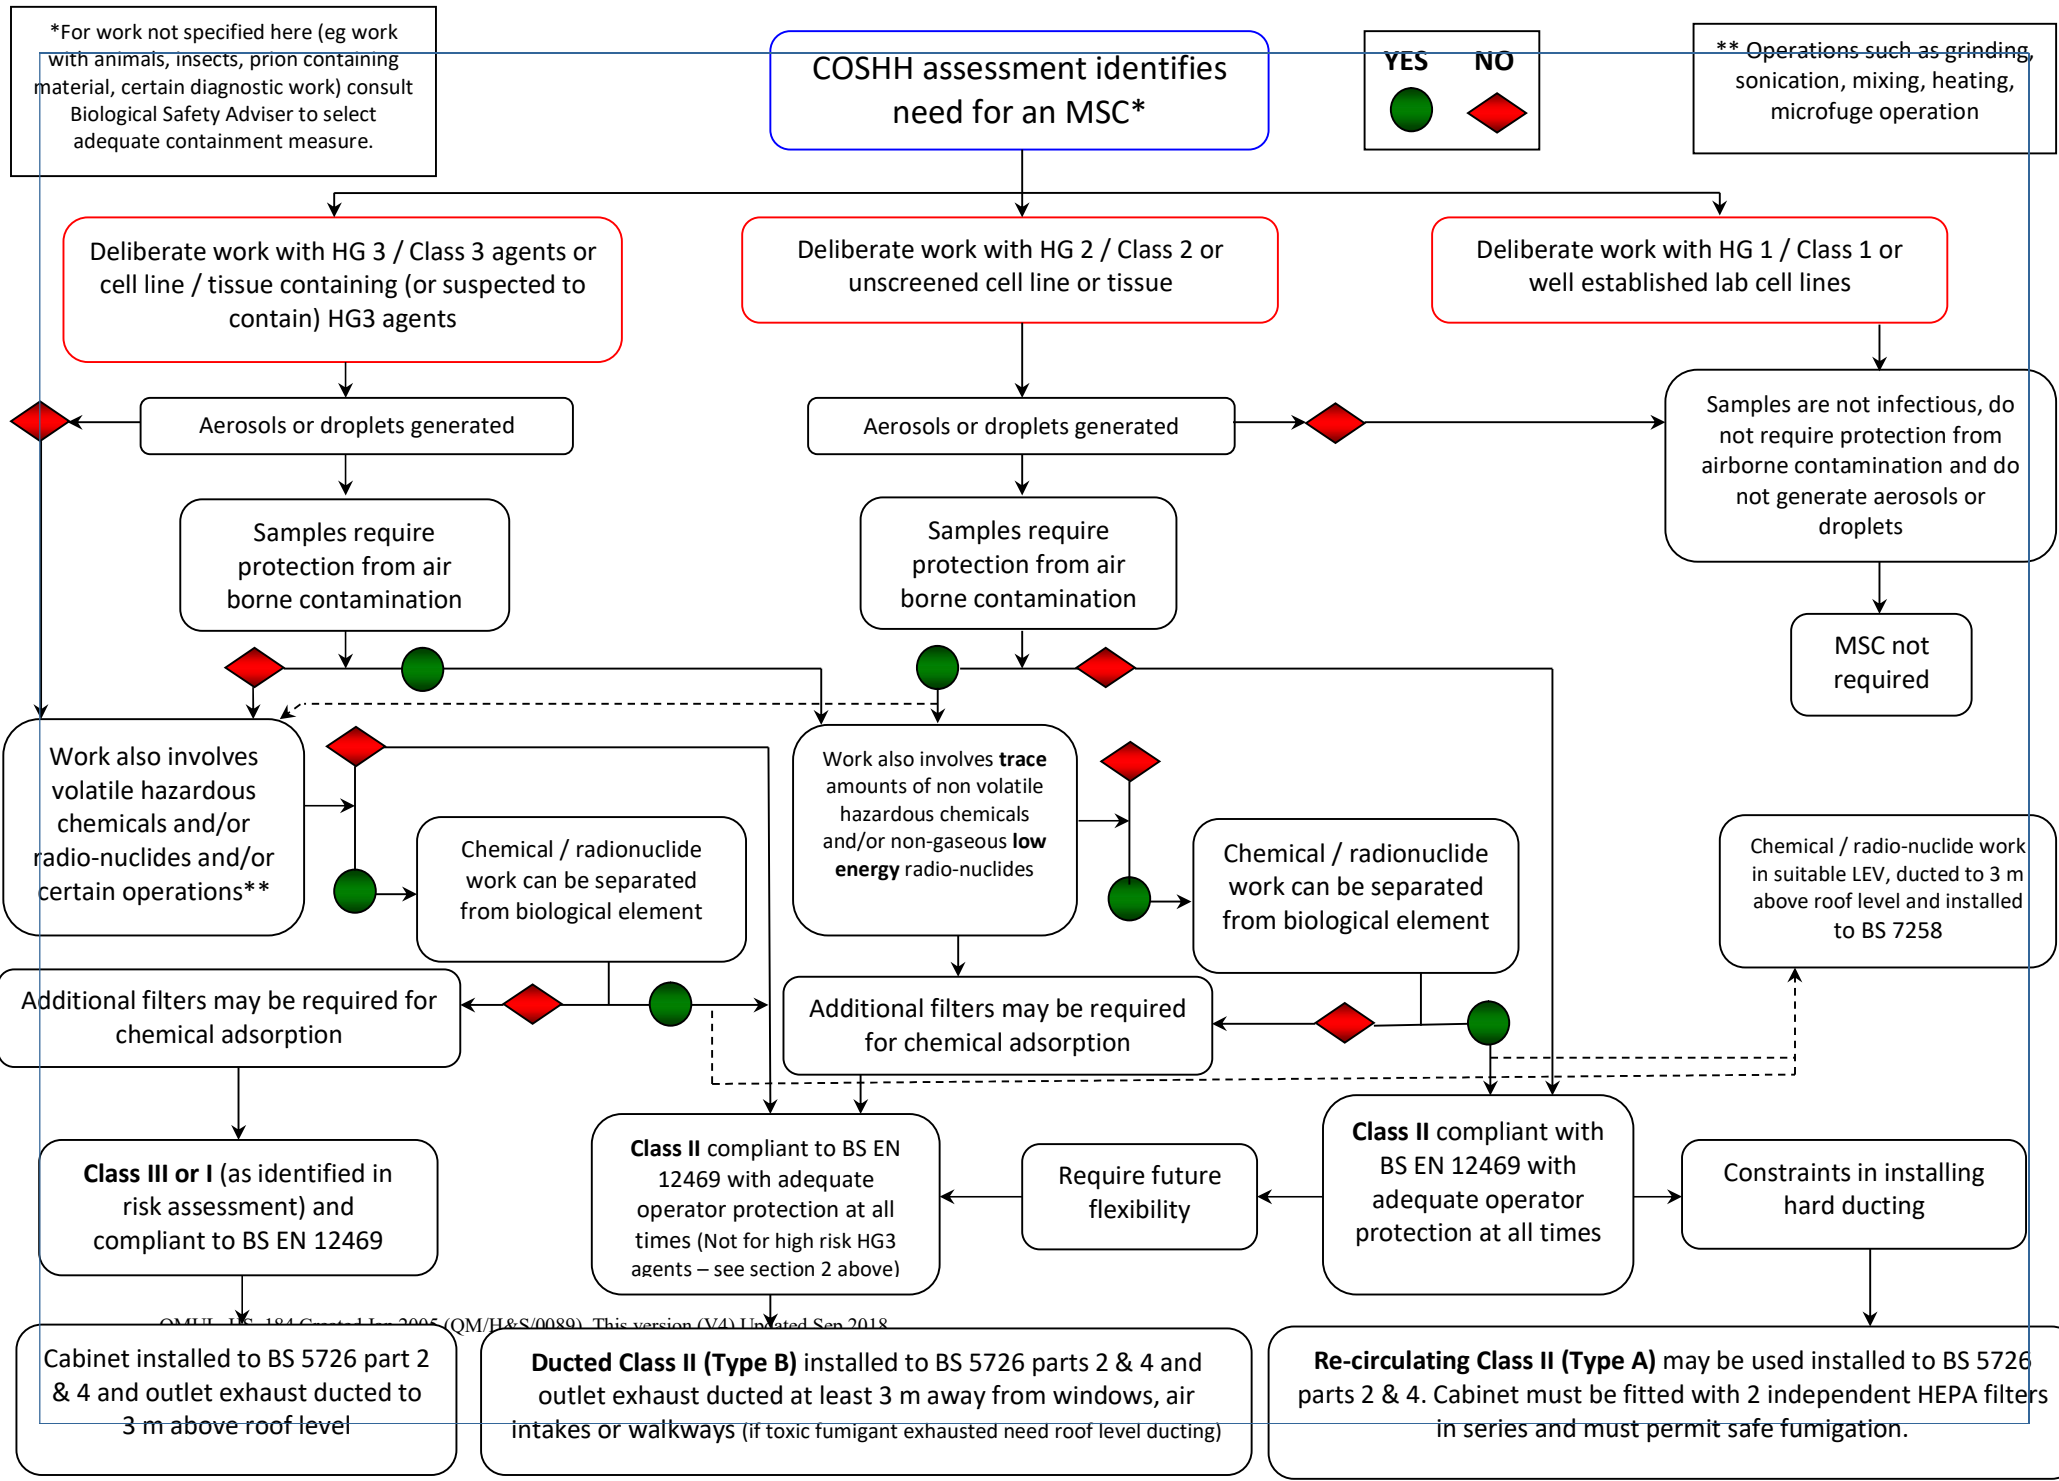 *For work not specified here (eg work
with animals, insects, prion containing
material, certain diagnostic work) consult
Biological Safety Adviser to select
adequate containment measure.
COSHH assessment identifies
need for an MSC*
YES NO
** Operations such as grinding,
sonication, mixing, heating,
microfuge operation
Deliberate work with HG 3 / Class 3 agents or
cell line / tissue containing (or suspected to
contain) HG3 agents
Deliberate work with HG 2 / Class 2 or
unscreened cell line or tissue
Deliberate work with HG 1 / Class 1 or
well established lab cell lines
Aerosols or droplets generated
Aerosols or droplets generated
Samples are not infectious, do
not require protection from
airborne contamination and do
not generate aerosols or
droplets
Samples require
protection from air
borne contamination
Samples require
protection from air
borne contamination
MSC not
required
Work also involves
volatile hazardous
chemicals and/or
radio-nuclides and/or
certain operations**
Chemical / radionuclide
work can be separated
from biological element
Work also involves trace
amounts of non volatile
hazardous chemicals
and/or non-gaseous low
energy radio-nuclides
Chemical / radionuclide
work can be separated
from biological element
Chemical / radio-nuclide work
in suitable LEV, ducted to 3 m
above roof level and installed
to BS 7258
Additional filters may be required for
chemical adsorption
Additional filters may be required
for chemical adsorption
Class III or I (as identified in
risk assessment) and
compliant to BS EN 12469
Class II compliant to BS EN
12469 with adequate
operator protection at all
times (Not for high risk HG3
agents – see section 2 above)
Require future
flexibility
Class II compliant with
BS EN 12469 with
adequate operator
protection at all times
Constraints in installing
hard ducting
QMUL_HS_184 Created Jan 2005 (QM/H&S/0089). This version (V4) Updated Sep 2018
Cabinet installed to BS 5726 part 2
& 4 and outlet exhaust ducted to
3 m above roof level
Ducted Class II (Type B) installed to BS 5726 parts 2 & 4 and
outlet exhaust ducted at least 3 m away from windows, air
intakes or walkways (if toxic fumigant exhausted need roof level ducting)
Re-circulating Class II (Type A) may be used installed to BS 5726
parts 2 & 4. Cabinet must be fitted with 2 independent HEPA filters
in series and must permit safe fumigation.